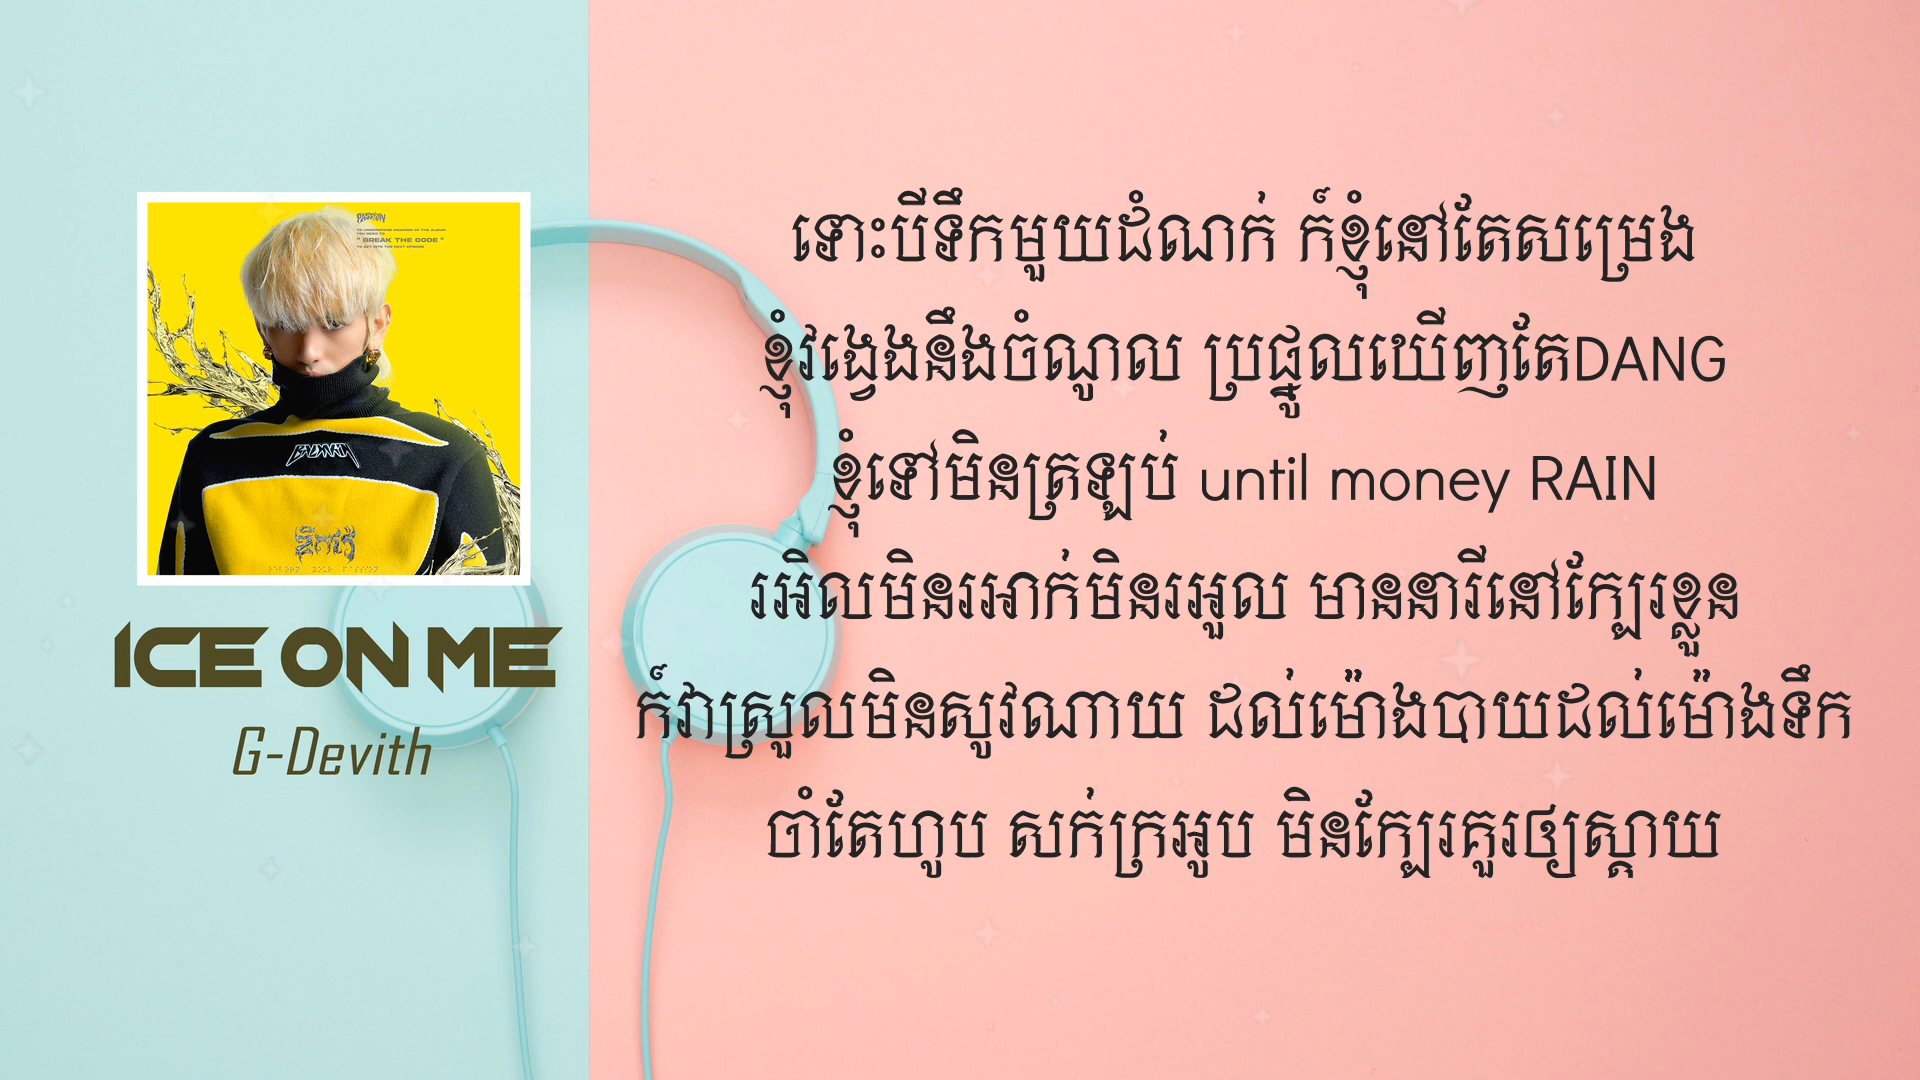 PASSION
" BREAK THE CODE "
ICE ON ME
G-Devith
ទោះបីទឹកមួយដំណក់ ក៍ខ្ញុំនៅតែសម្រេង
ខ្ញុំវង្វេងនឹងចំណូល ប្រផ្នូលឃើញតែDANG
ខ្ញុំទៅមិនត្រឡប់ until money RAIN
រអិលមិនរអាក់មិនរអួល មាននារីនៅក្បែរខ្លួន
ក៍វាស្រួលមិនសូវណាយ ដល់ម៉ោងបាយដល់ម៉ោងទឹក
ចាំតែហូប សក់ក្រអូប មិនក្បែរគួរឲ្យស្តាយ